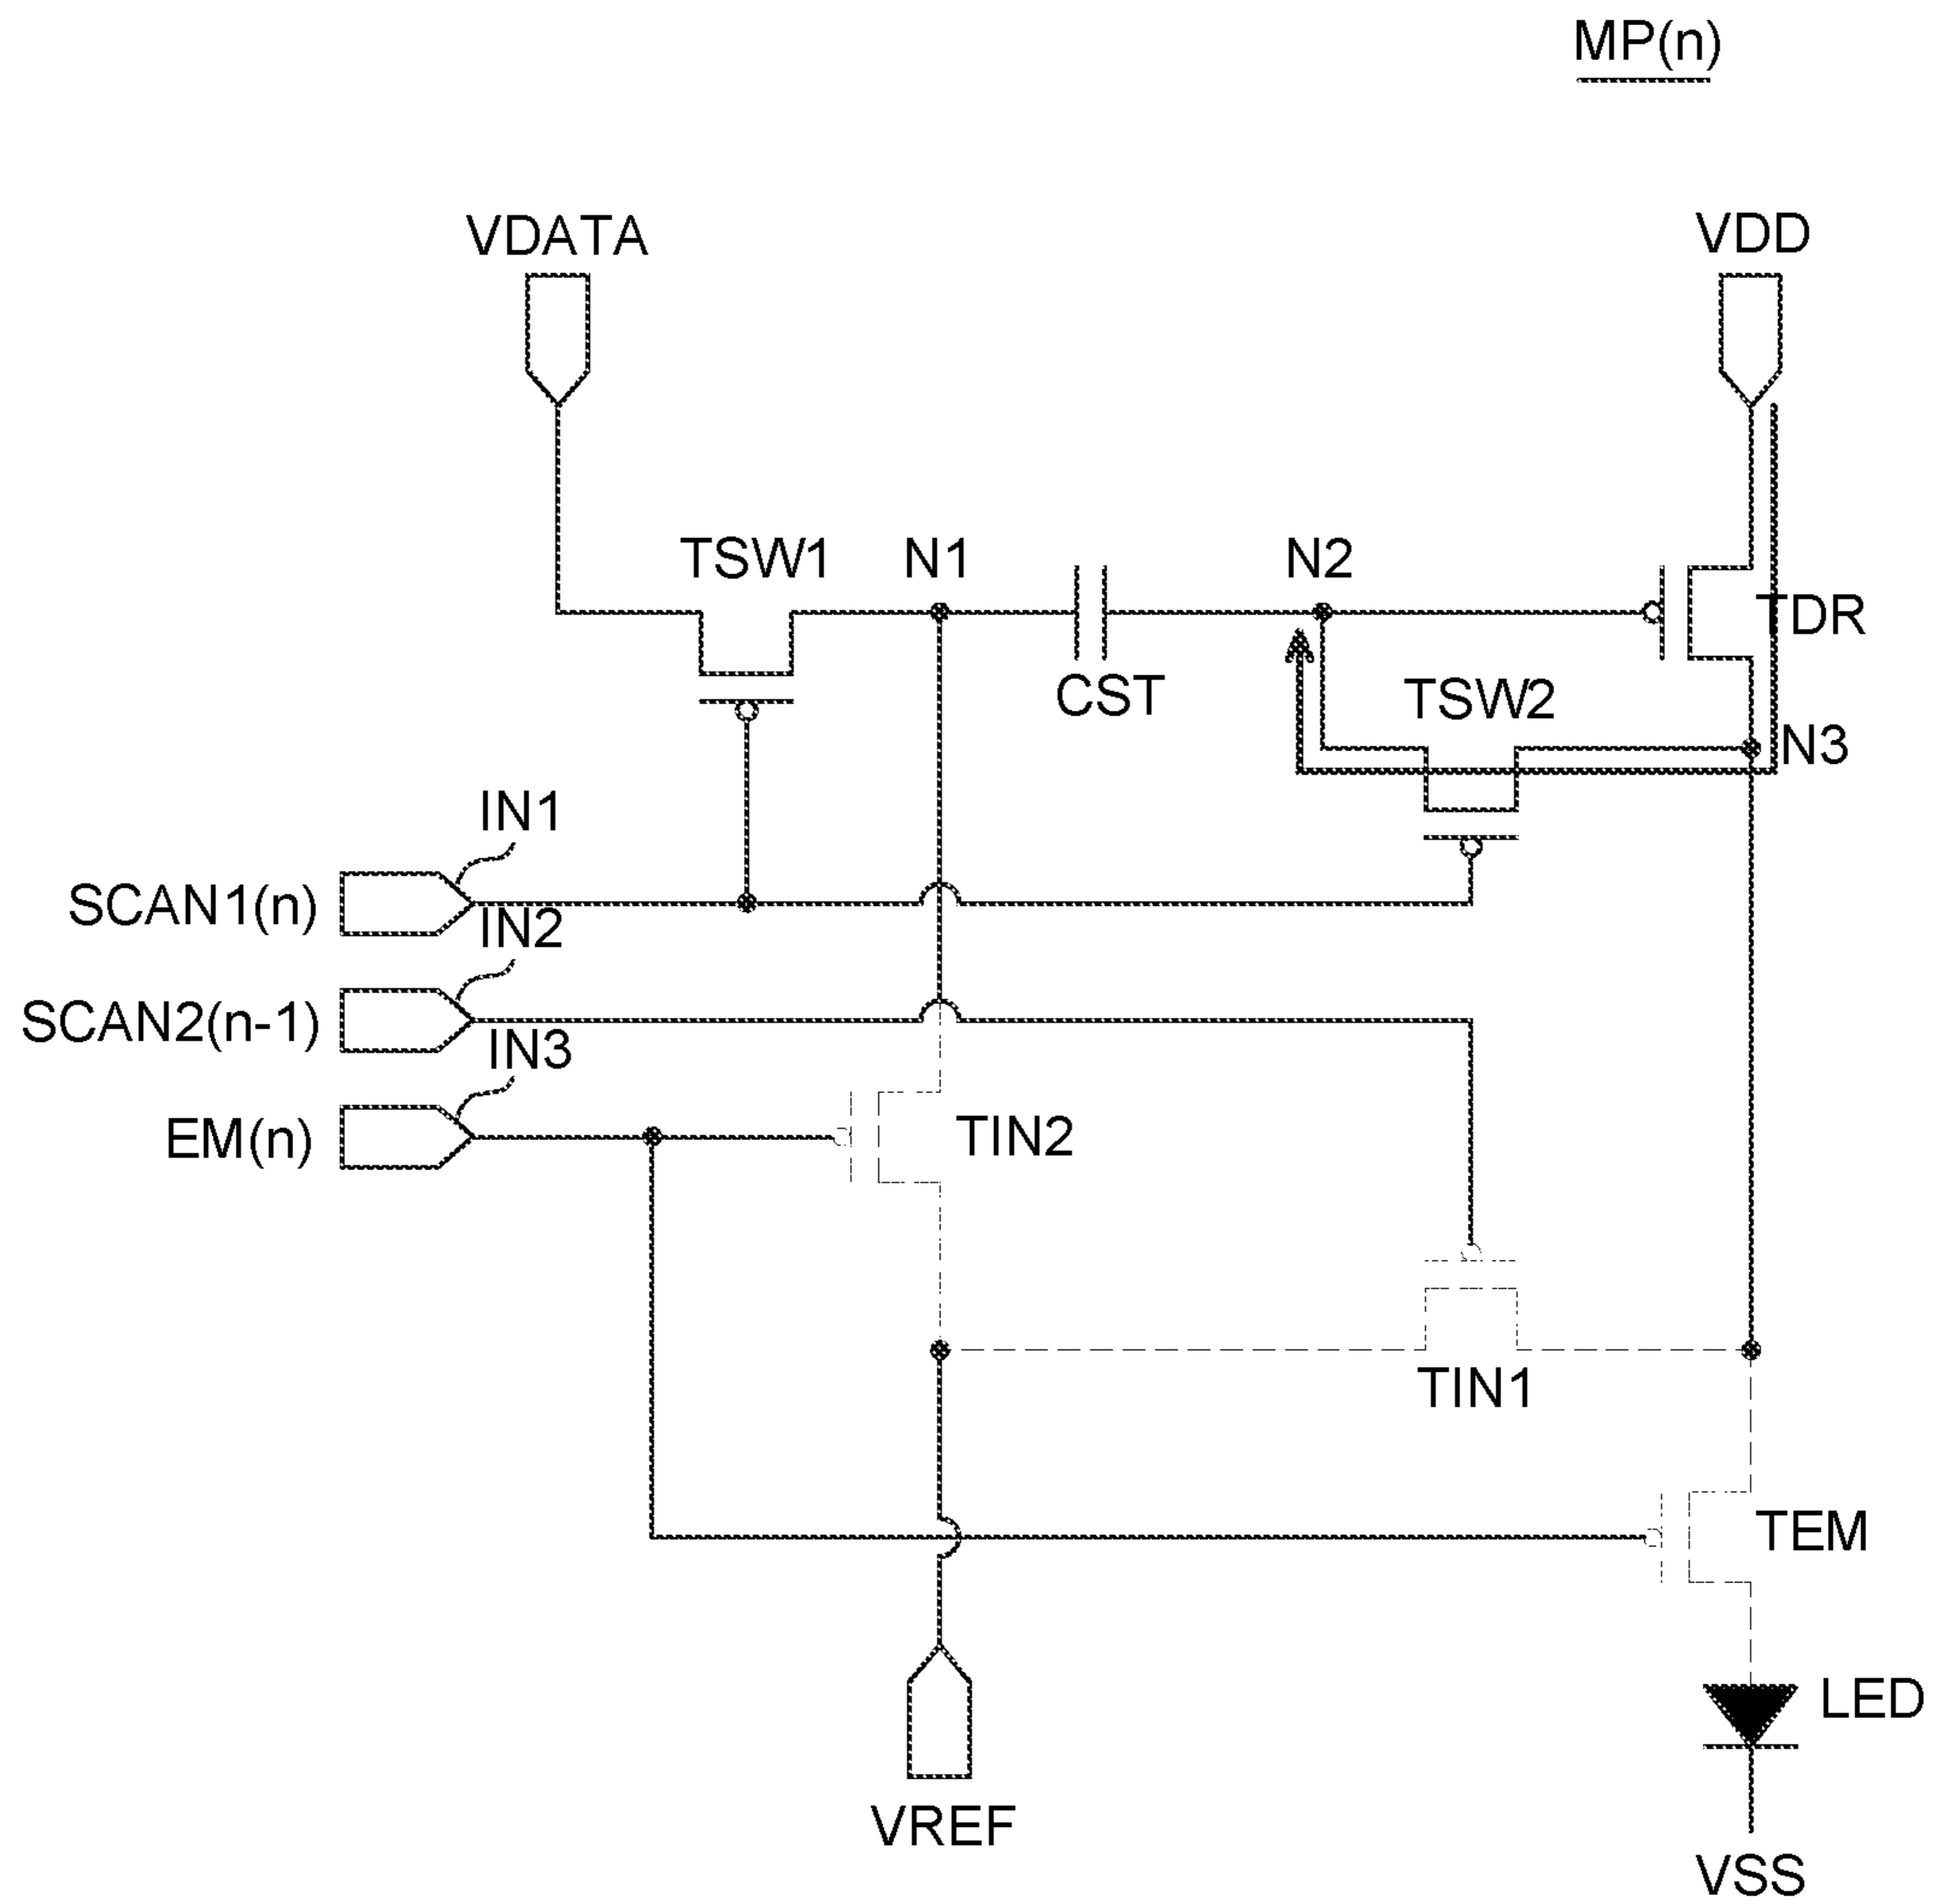 MP(n)
VDATA
VDD
TSW1
N1
N2
TDR
CST
TSW2
N3
IN1
SCAN1(n)
IN2
SCAN2(n-1)
IN3
EM(n)
TIN2
TIN1
TEM
LED
VREF
VSS